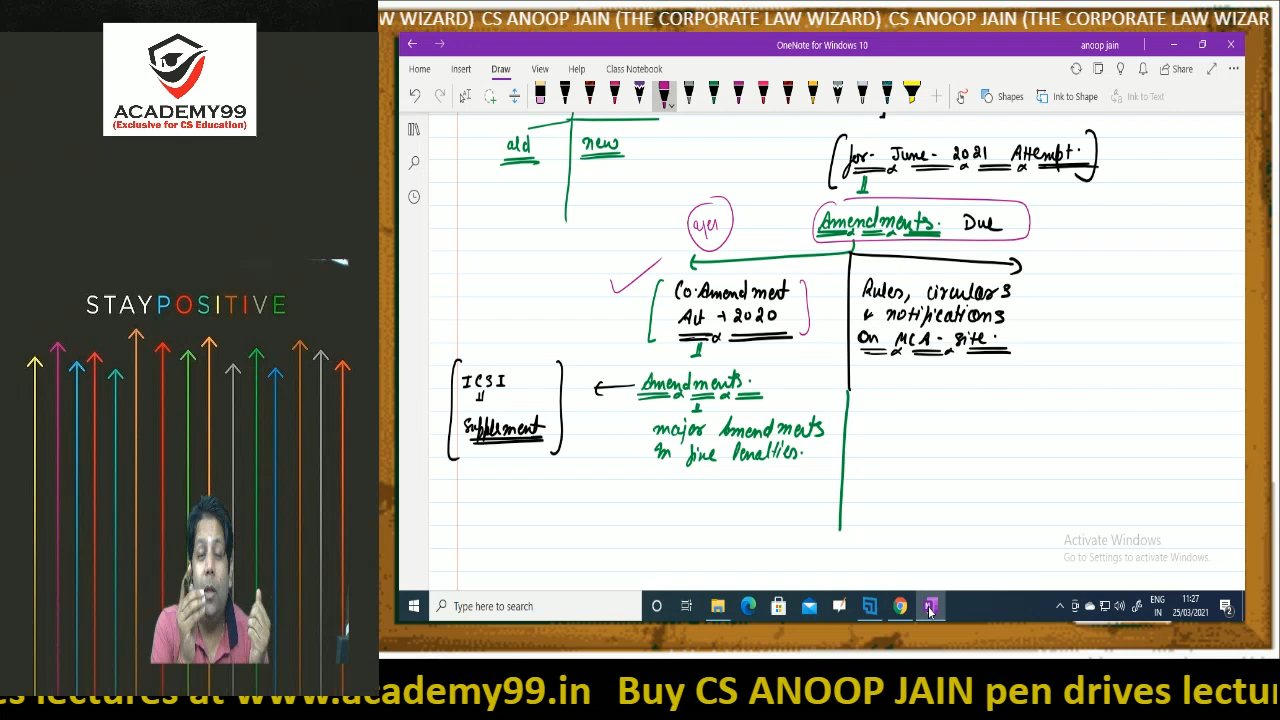 W WIZARD) CS ANOOP JAIN (THE CORPORATE LAW WIZARD) CS ANOOP JAIN (THE CORPORATE LAW WIZAR
ACADEMY99
(Exclusive for CS Education)
STAYPOSITIVE
OneNote for Windows 10
anoop jain
Home Insert Draw View Help Class Notebook
Share
Shapes Ink to Shape Ink to Text
old new
for June - 2021 Attempt.
Amendments. Due
Co. Amendment
Act → 2020
Rules, circulars
& notifications
On MCA - Site.
ICSI
Supplement
Amendments.
major Amendments
In fine Penalties.
Activate Windows
Go to Settings to activate Windows.
Type here to search
ENG
IN
11:27
25/03/2021
2
es lectures at www.academy99.in Buy CS ANOOP JAIN pen drives lectur